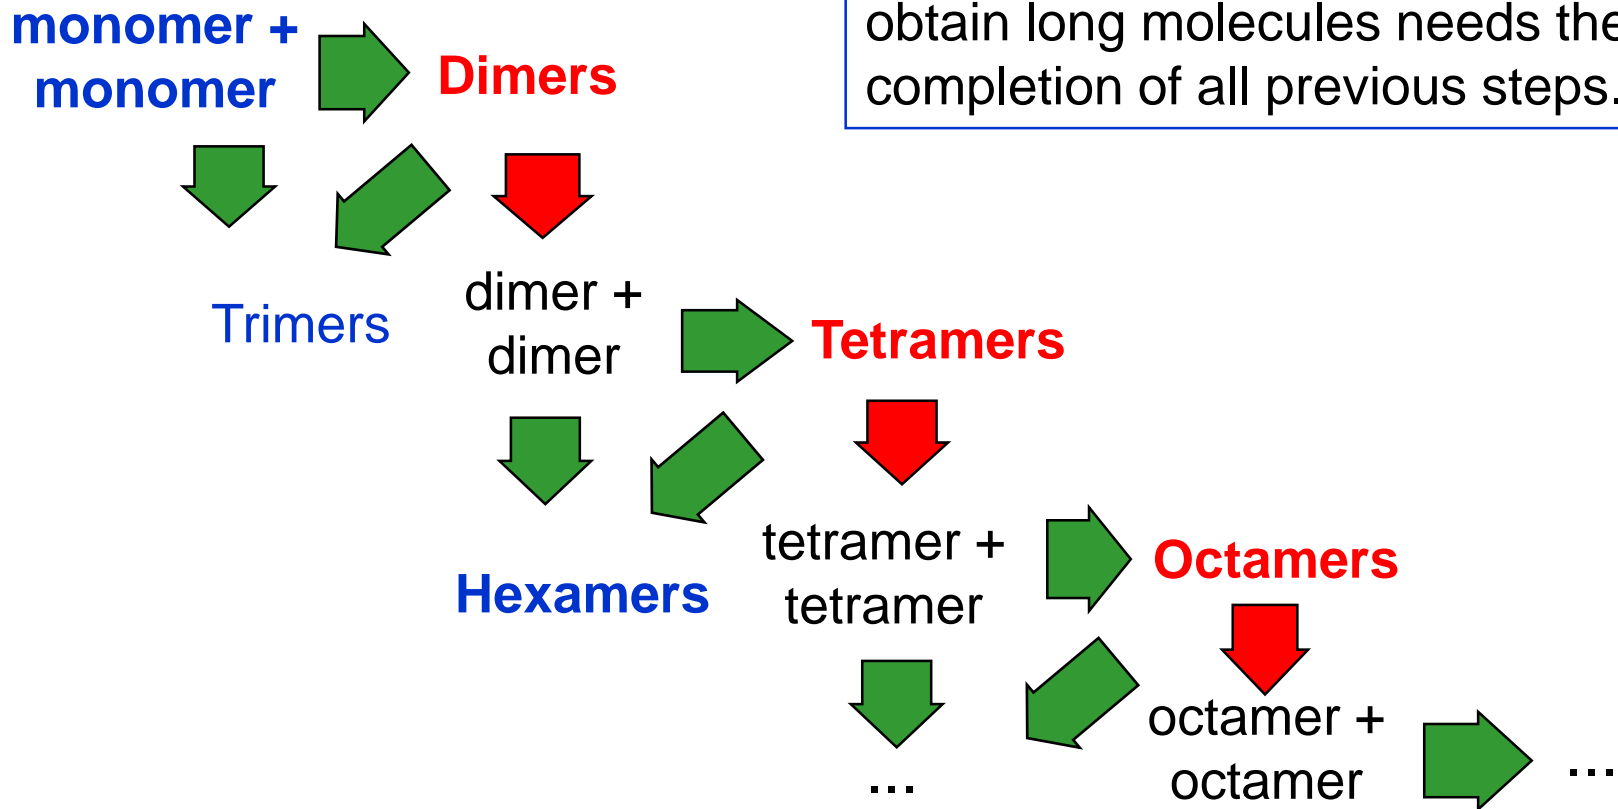 monomer +
monomer
Dimers
obtain long molecules needs the
completion of all previous steps.
Trimers
dimer +
dimer
Tetramers
Hexamers
tetramer +
tetramer
Octamers
...
octamer +
octamer
...